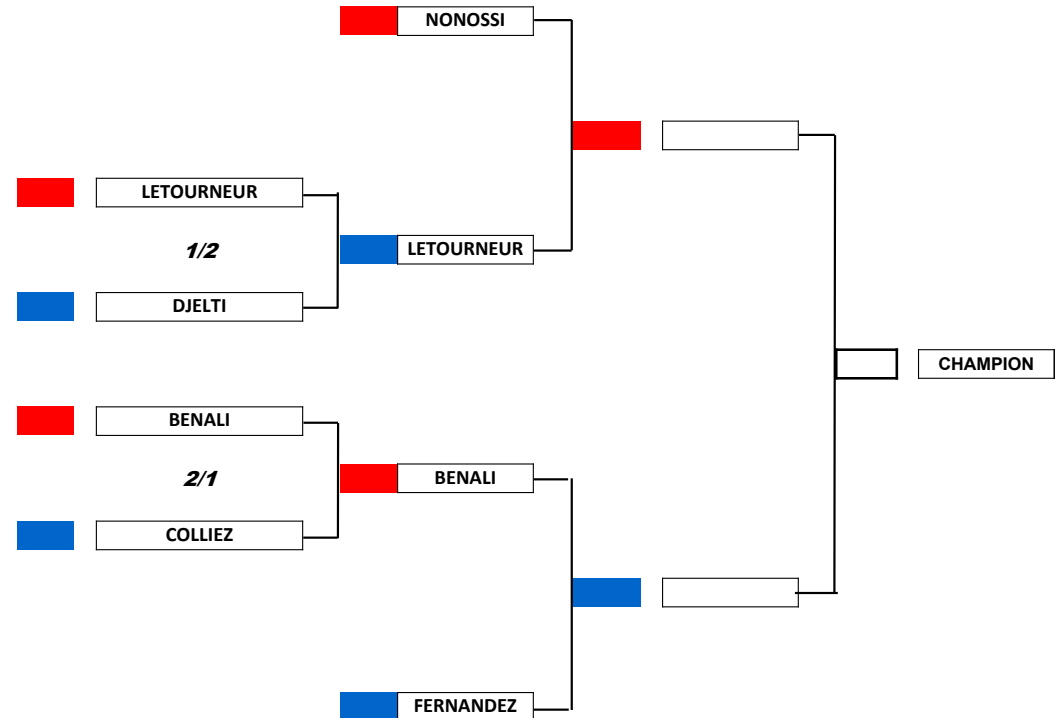 NONOSSI
LETOURNEUR
1/2
LETOURNEUR
DJELTI
CHAMPION
BENALI
2/1
BENALI
COLLIEZ
FERNANDEZ